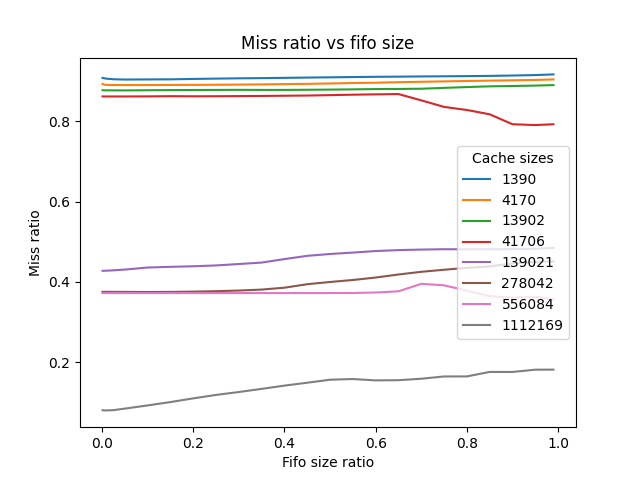 Miss ratio vs fifo size
Miss ratio
0.8
0.6
0.4
0.2
Cache sizes
1390
4170
13902
41706
139021
278042
556084
1112169
0.0 0.2 0.4 0.6 0.8 1.0
Fifo size ratio